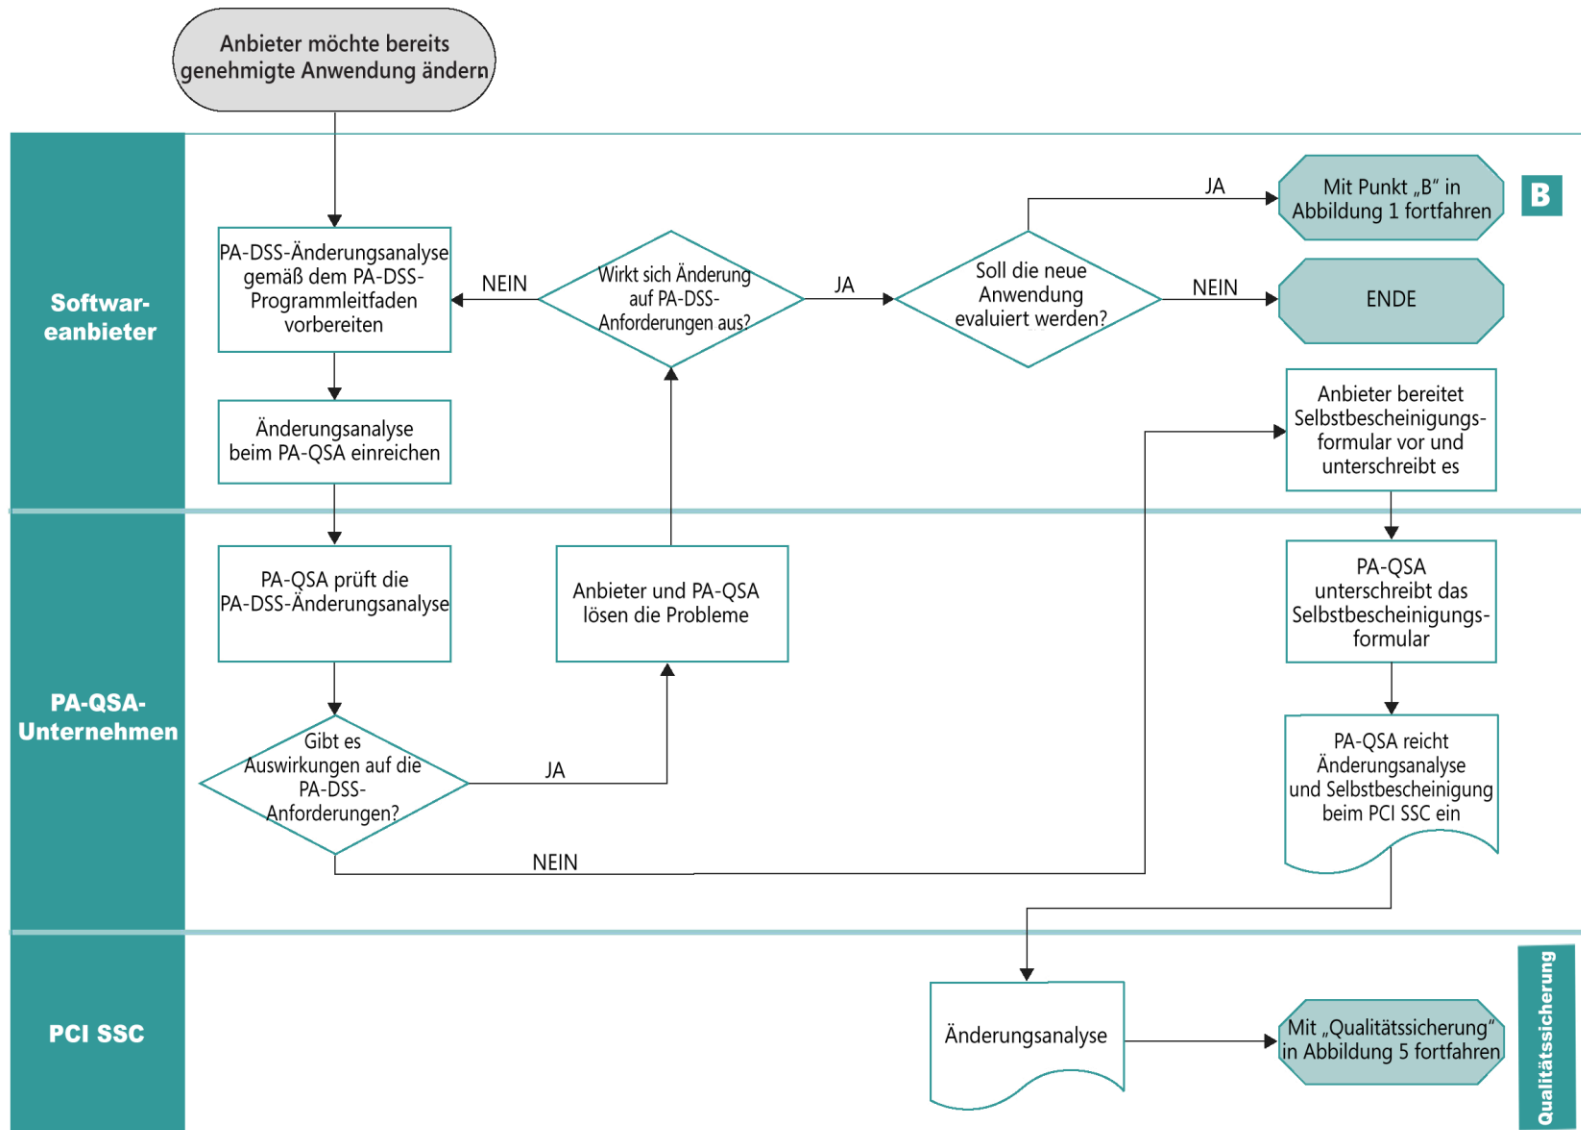 Anbieter möchte bereits
genehmigte Anwendung ändern
Softwar-
eanbieter
PA-DSS-Änderungsanalyse
gemäß dem PA-DSS-
Programmleitfaden
vorbereiten
NEIN
Wirkt sich Änderung
auf PA-DSS-
Anforderungen aus?
JA
Soll die neue
Anwendung
evaluiert werden?
JA
Mit Punkt „B“ in
Abbildung 1 fortfahren
B
NEIN
ENDE
Änderungsanalyse
beim PA-QSA einreichen
Anbieter bereitet
Selbstbescheinigungs-
formular vor und
unterschreibt es
PA-QSA-
Unternehmen
PA-QSA prüft die
PA-DSS-Änderungsanalyse
Anbieter und PA-QSA
lösen die Probleme
PA-QSA
unterschreibt das
Selbstbescheinigungs-
formular
Gibt es
Auswirkungen auf die
PA-DSS-
Anforderungen?
JA
NEIN
PA-QSA reicht
Änderungsanalyse
und Selbstbescheinigung
beim PCI SSC ein
PCI SSC
Änderungsanalyse
Mit „Qualitätssicherung“
in Abbildung 5 fortfahren
Qualitätssicherung